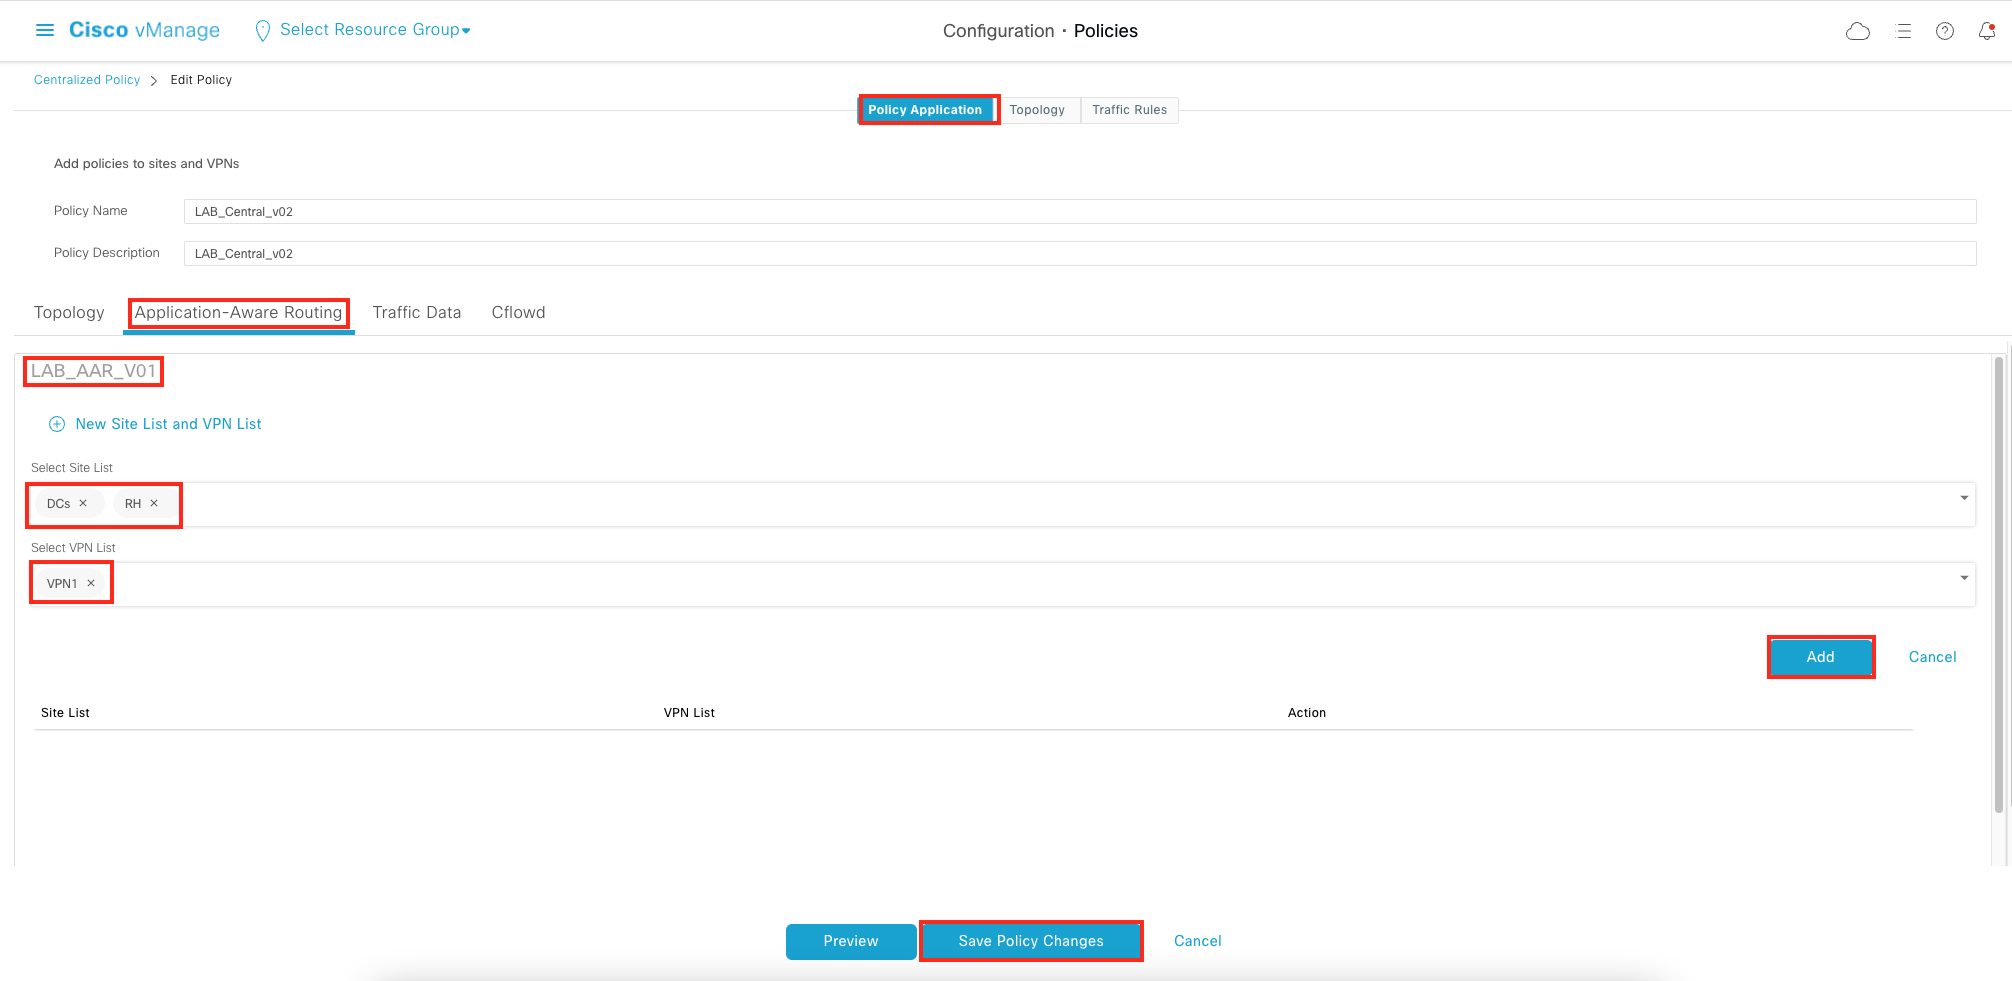 Cisco vManage Select Resource Group Configuration · Policies
Centralized Policy > Edit Policy
Policy Application Topology Traffic Rules
Add policies to sites and VPNs
Policy Name LAB_Central_v02
Policy Description LAB_Central_v02
Topology Application-Aware Routing Traffic Data Cflowd
LAB_AAR_V01
New Site List and VPN List
Select Site List
DCs × RH ×
Select VPN List
VPN1 ×
Add Cancel
Site List VPN List Action
Preview Save Policy Changes Cancel